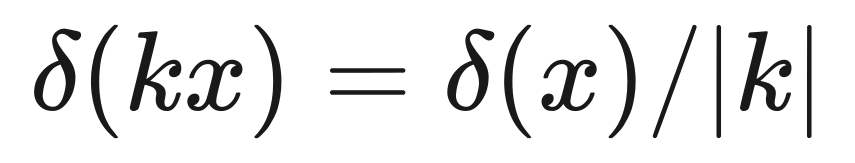 δ(kx) = δ(x)/|k|